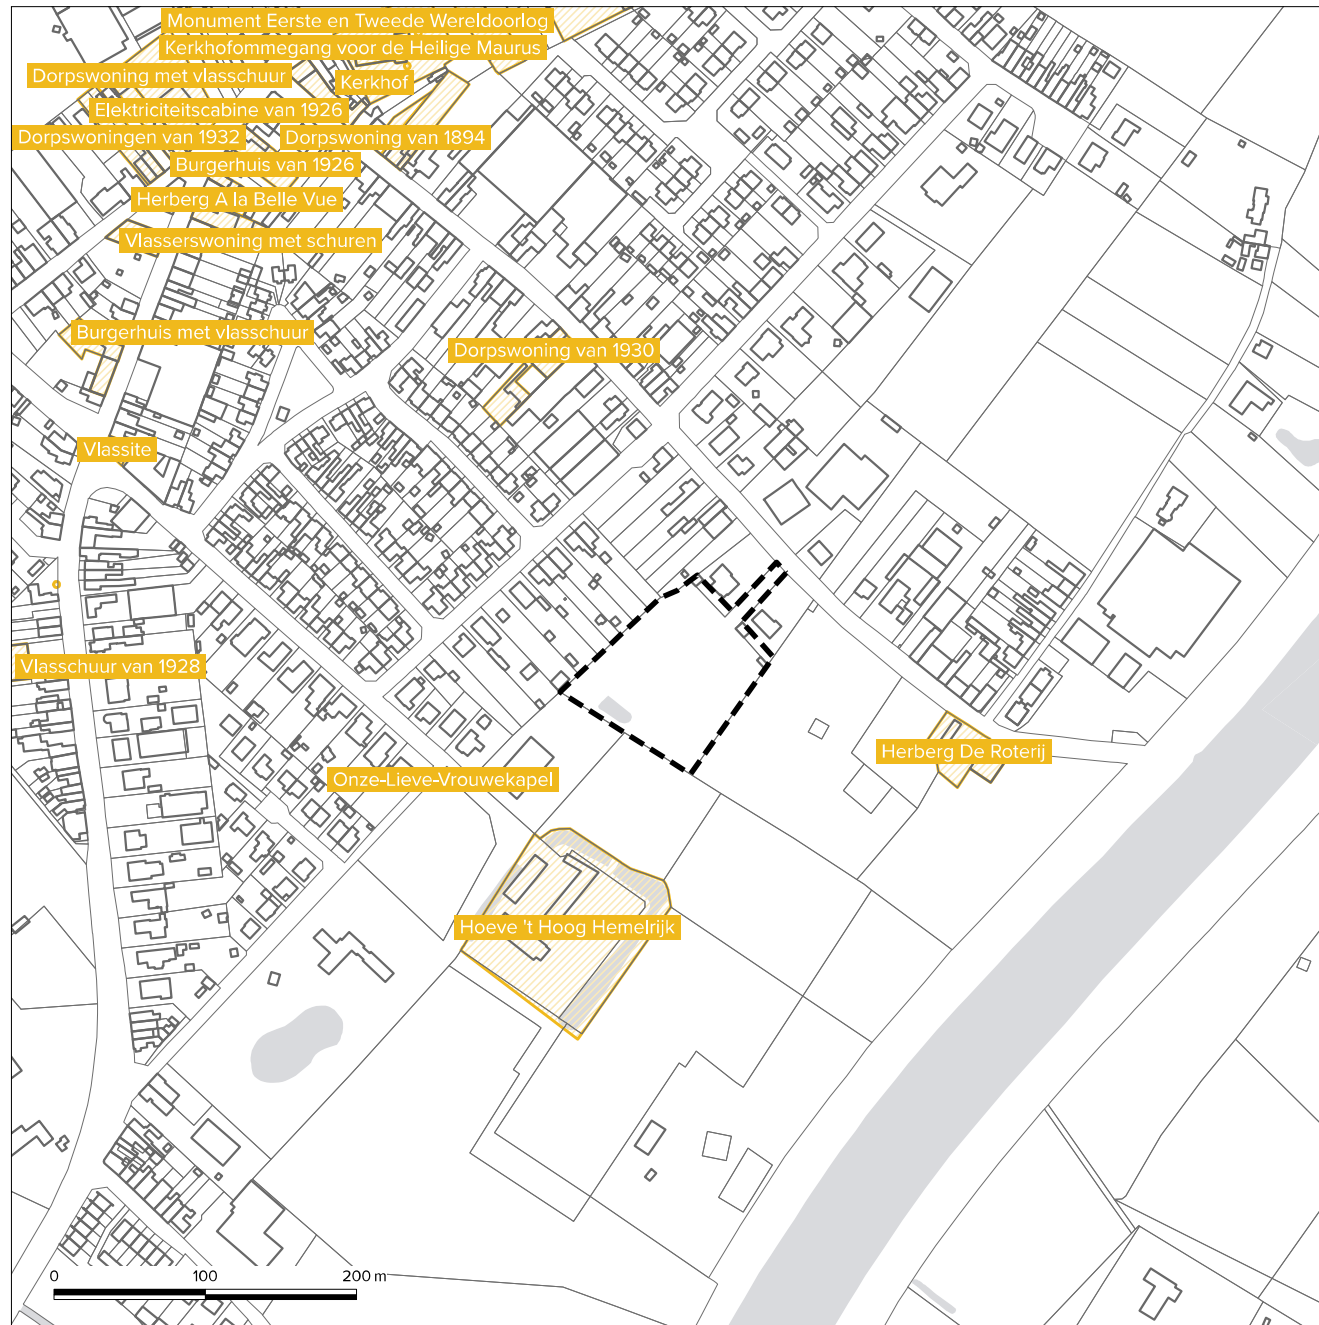 Monument Eerste en Tweede Wereldoorlog
Kerkhofommegang voor de Heilige Maurus
Dorpswoning met vlasschuur
Kerkhof
Elektriciteitscabine van 1926
Dorpswoningen van 1932
Dorpswoning van 1894
Burgerhuis van 1926
Herberg A la Belle Vue
Vlasserswoning met schuren
Burgerhuis met vlasschuur
Dorpswoning van 1930
Vlassite
Vlasschuur van 1928
Herberg De Roterij
Onze-Lieve-Vrouwekapel
Hoeve 't Hoog Hemelrijk
0 100 200 m